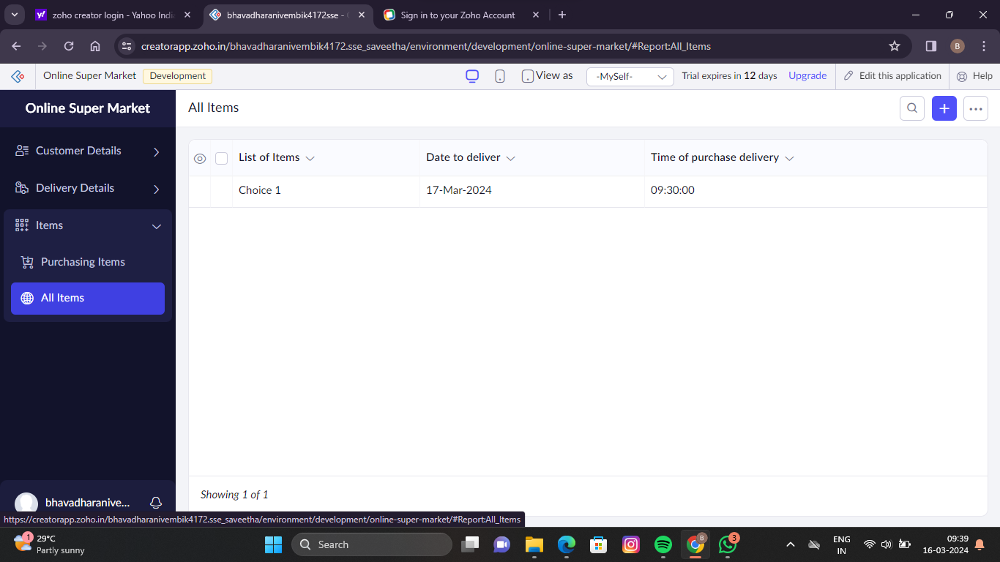 zoho creator login - Yahoo Indi
bhavadharanivembik4172sse -
Sign in to your Zoho Account
creatorapp.zoho.in/bhavadharanivembik4172.sse_saveetha/environment/development/online-super-market/#Report:All_Items
B
Online Super Market
Development
View as
-MySelf-
Trial expires in 12 days
Upgrade
Edit this application
Help
Online Super Market
All Items
Customer Details
Delivery Details
Items
Purchasing Items
All Items
List of Items
Date to deliver
Time of purchase delivery
Choice 1
17-Mar-2024
09:30:00
Showing 1 of 1
bhavadharanive...
https://creatorapp.zoho.in/bhavadharanivembik4172.sse_saveetha/environment/development/online-super-market/#Report:All_Items
1
29°C
Partly sunny
Search
B
3
ENG
IN
09:39
16-03-2024